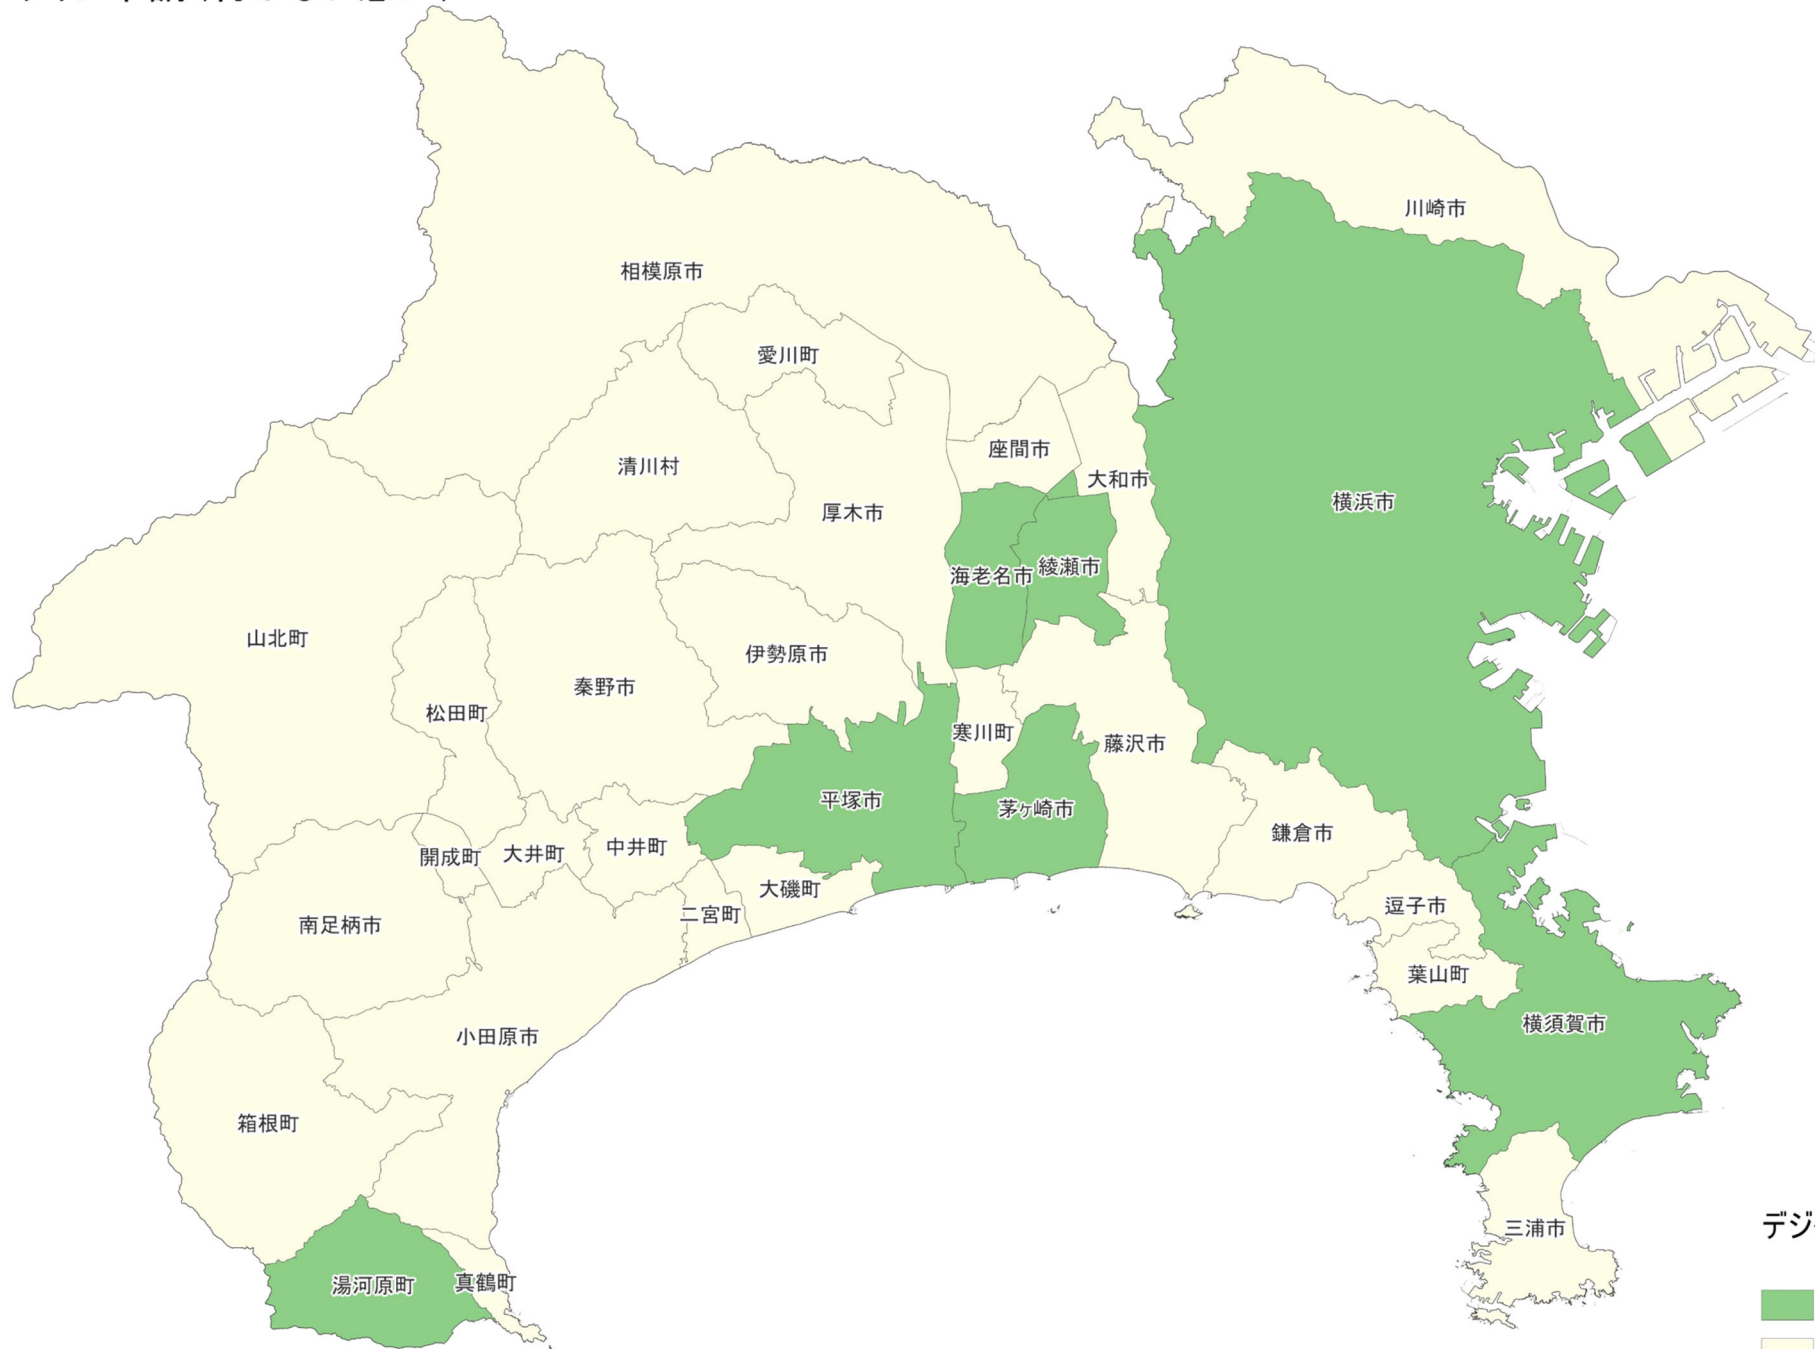 川崎市
相模原市
愛川町
座間市
清川村
大和市
横浜市
厚木市
綾瀬市
海老名市
山北町
伊勢原市
秦野市
松田町
寒川町
藤沢市
平塚市
茅ヶ崎市
鎌倉市
中井町
大井町
開成町
大磯町
逗子市
二宮町
南足柄市
葉山町
横須賀市
小田原市
箱根町
三浦市
デジ
真鶴町
湯河原町